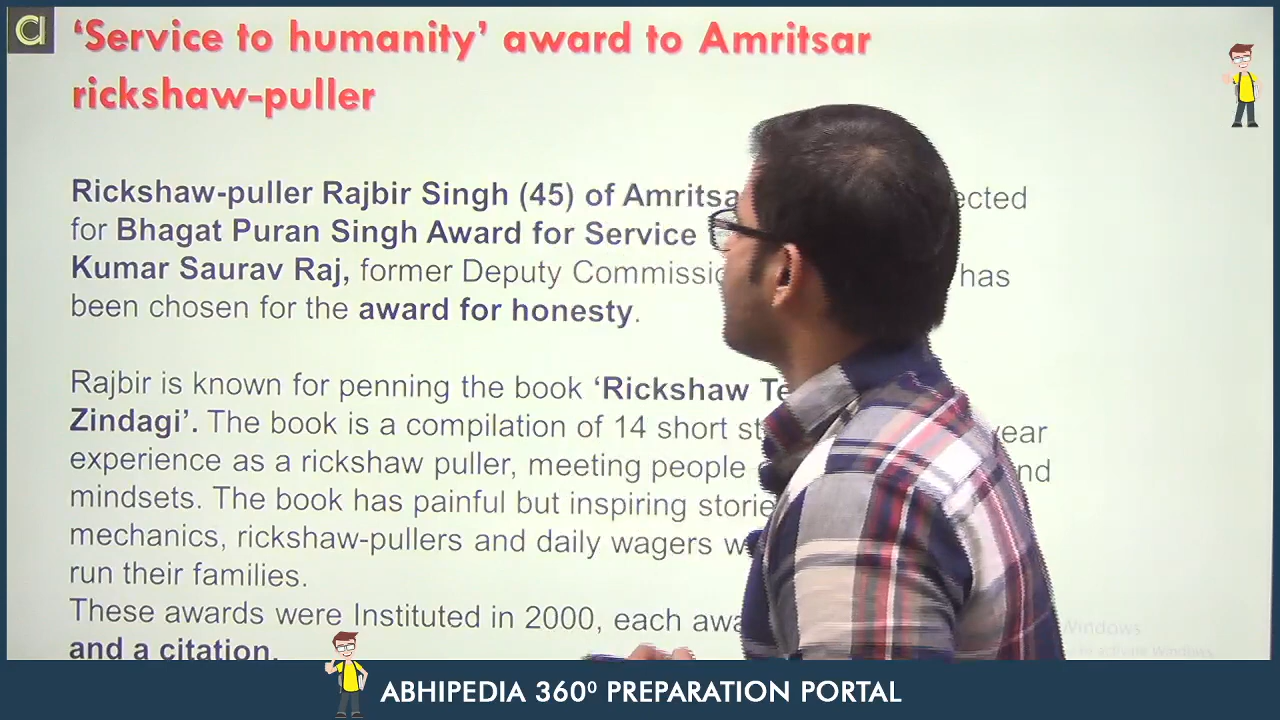 ‘Service to humanity’ award to Amritsar
rickshaw-puller
Rickshaw-puller Rajbir Singh (45) of Amritsa ected
for Bhagat Puran Singh Award for Service
Kumar Saurav Raj, former Deputy Commissi has
been chosen for the award for honesty.
Rajbir is known for penning the book ‘Rickshaw Te
Zindagi’. The book is a compilation of 14 short st year
experience as a rickshaw puller, meeting people nd
mindsets. The book has painful but inspiring storie
mechanics, rickshaw-pullers and daily wagers w
run their families.
These awards were Instituted in 2000, each awa Windows
and a citation. to activate Windows
ABHIPEDIA 360⁰ PREPARATION PORTAL